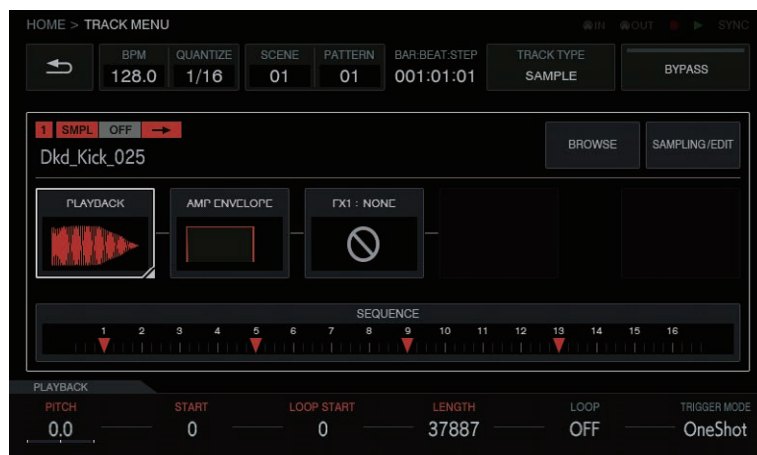 HOME > TRACK MENU IN OUT SYNC
BPM QUANTIZE SCENE PATTERN BAR:BEAT:STEP TRACK TYPE
128.0 1/16 01 01 001:01:01 SAMPLE BYPASS
1 SMPL OFF
Dkd_Kick_025 BROWSE SAMPLING/EDIT
PLAYBACK AMP ENVELOPE FX1 : NONE
SEQUENCE
1 2 3 4 5 6 7 8 9 10 11 12 13 14 15 16
PLAYBACK
PITCH START LOOP START LENGTH LOOP TRIGGER MODE
0.0 0 0 37887 OFF OneShot